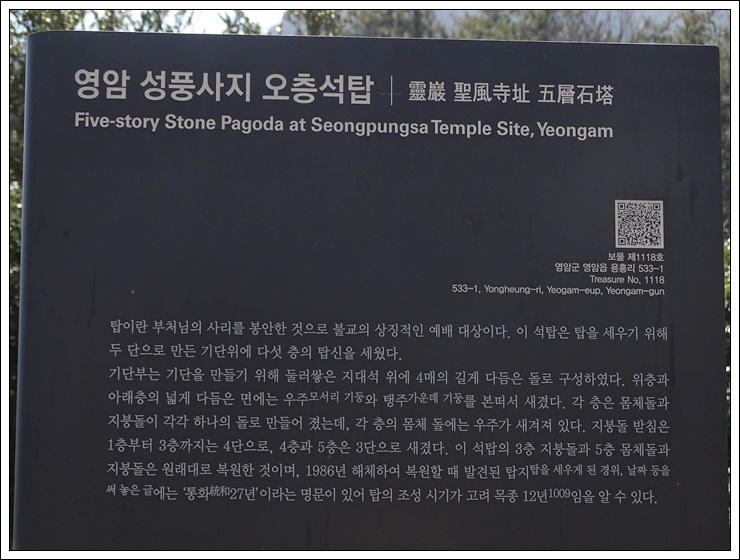 영암 성풍사지 오층석탑 | 靈巖 聖風寺址 五層石塔
Five-story Stone Pagoda at Seongpungsa Temple Site, Yeongam
보물 제1118호
영암군 영암읍 용흥리 533-1
Treasure No. 1118
533-1, Yongheung-ri, Yeogam-eup, Yeongam-gun
탑이란 부처님의 사리를 봉안한 것으로 불교의 상징적인 예배 대상이다. 이 석탑은 탑을 세우기 위해
두 단으로 만든 기단위에 다섯 층의 탑신을 세웠다.
기단부는 기단을 만들기 위해 둘러쌓은 지대석 위에 4매의 길게 다듬은 돌로 구성하였다. 위층과
아래층의 넓게 다듬은 면에는 우주모서리 기둥와 탱주가운데 기둥를 본떠서 새겼다. 각 층은 몸체돌과
지붕돌이 각각 하나의 돌로 만들어 졌는데, 각 층의 몸체 돌에는 우주가 새겨져 있다. 지붕돌 받침은
1층부터 3층까지는 4단으로, 4층과 5층은 3단으로 새겼다. 이 석탑의 3층 지붕돌과 5층 몸체돌과
지붕돌은 원래대로 복원한 것이며, 1986년 해체하여 복원할 때 발견된 탑지탑을 세우게 된 경위, 날짜 등을
써 놓은 글에는 '통화統和27년'이라는 명문이 있어 탑의 조성 시기가 고려 목종 12년1009임을 알 수 있다.